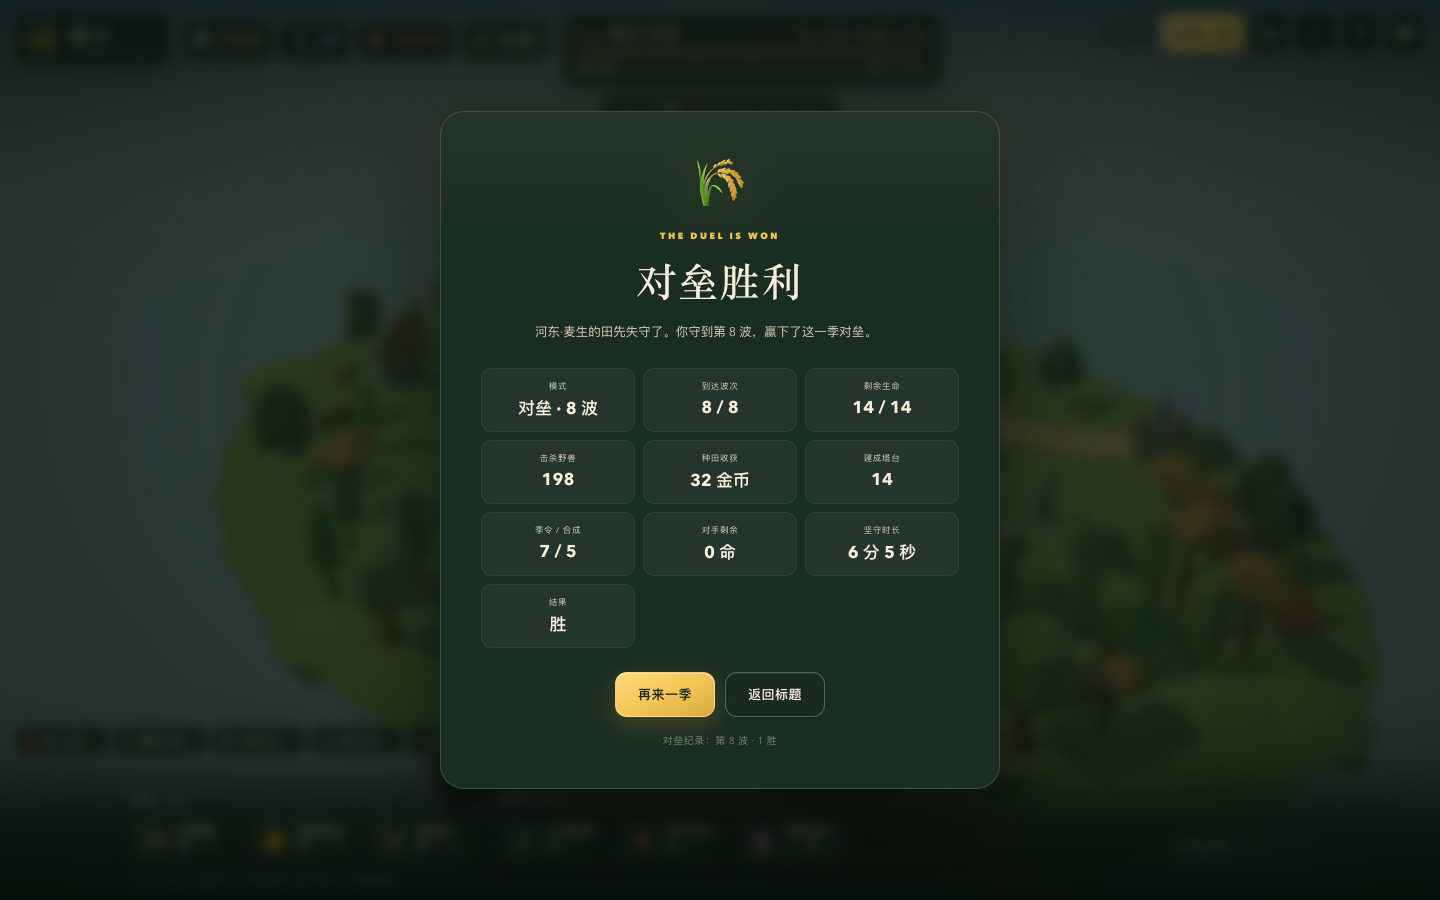 THE DUEL IS WON
对垒胜利
河东·麦生的田先失守了。你守到第 8 波，赢下了这一季对垒。
模式
对垒 · 8 波
到达波次
8 / 8
剩余生命
14 / 14
击杀野兽
198
种田收获
32 金币
建成塔台
14
季令 / 合成
7 / 5
对手剩余
0 命
坚守时长
6 分 5 秒
结果
胜
再来一季
返回标题
对垒纪录：第 8 波 · 1 胜